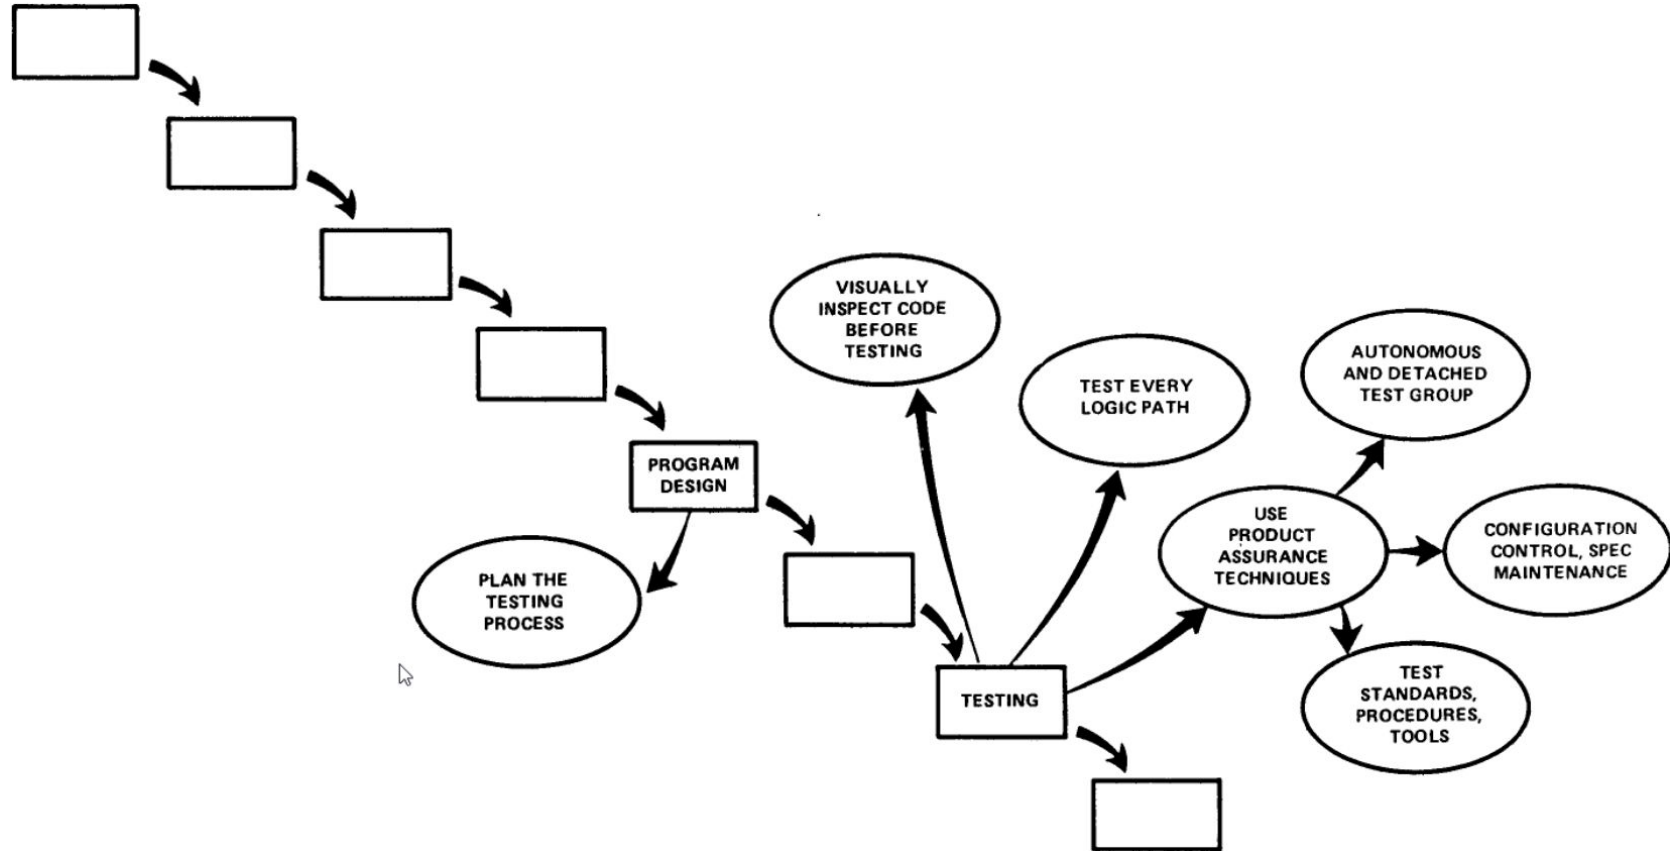 VISUALLY
INSPECT CODE
BEFORE
TESTING
TEST EVERY
LOGIC PATH
AUTONOMOUS
AND DETACHED
TEST GROUP
PROGRAM
DESIGN
USE
PRODUCT
ASSURANCE
TECHNIQUES
CONFIGURATION
CONTROL, SPEC
MAINTENANCE
PLAN THE
TESTING
PROCESS
TESTING
TEST
STANDARDS,
PROCEDURES,
TOOLS